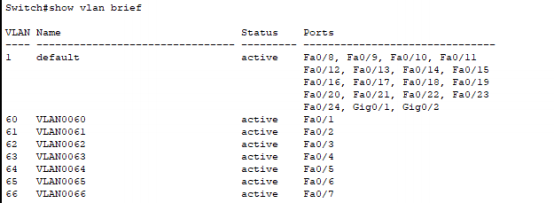 Switch#show vlan brief
VLAN Name Status Ports
---- -------------------------------- --------- -------------------------------
1 default active Fa0/8, Fa0/9, Fa0/10, Fa0/11
Fa0/12, Fa0/13, Fa0/14, Fa0/15
Fa0/16, Fa0/17, Fa0/18, Fa0/19
Fa0/20, Fa0/21, Fa0/22, Fa0/23
Fa0/24, Gig0/1, Gig0/2
60 VLAN0060 active Fa0/1
61 VLAN0061 active Fa0/2
62 VLAN0062 active Fa0/3
63 VLAN0063 active Fa0/4
64 VLAN0064 active Fa0/5
65 VLAN0065 active Fa0/6
66 VLAN0066 active Fa0/7